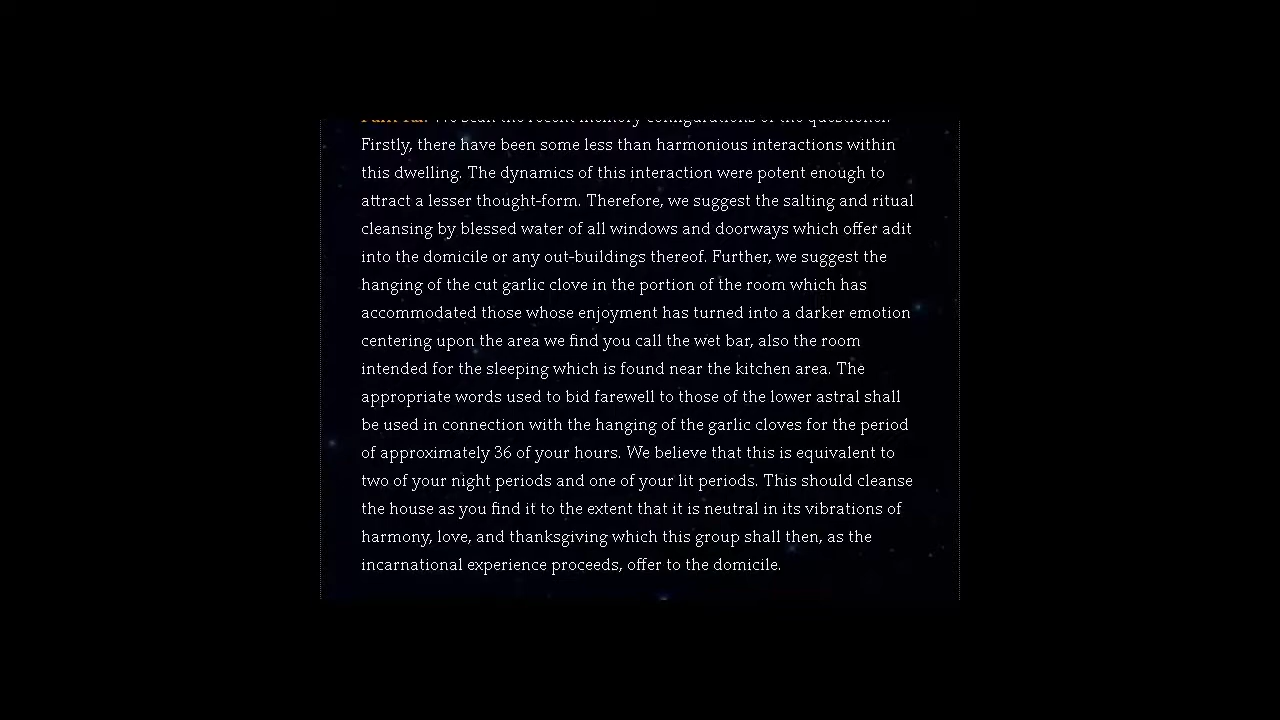 We scan the recent memory configurations of the questioner.
Firstly, there have been some less than harmonious interactions within
this dwelling. The dynamics of this interaction were potent enough to
attract a lesser thought-form. Therefore, we suggest the salting and ritual
cleansing by blessed water of all windows and doorways which offer adit
into the domicile or any out-buildings thereof. Further, we suggest the
hanging of the cut garlic clove in the portion of the room which has
accommodated those whose enjoyment has turned into a darker emotion
centering upon the area we find you call the wet bar, also the room
intended for the sleeping which is found near the kitchen area. The
appropriate words used to bid farewell to those of the lower astral shall
be used in connection with the hanging of the garlic cloves for the period
of approximately 36 of your hours. We believe that this is equivalent to
two of your night periods and one of your lit periods. This should cleanse
the house as you find it to the extent that it is neutral in its vibrations of
harmony, love, and thanksgiving which this group shall then, as the
incarnational experience proceeds, offer to the domicile.